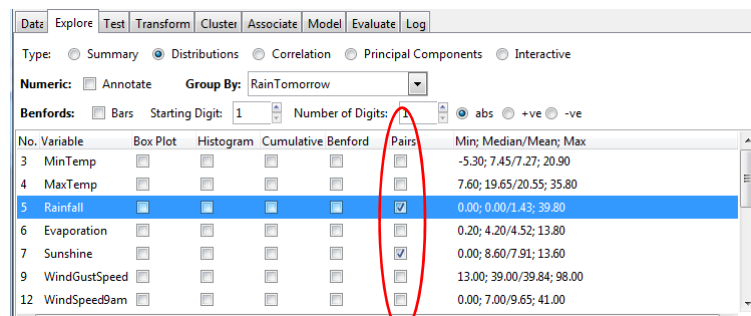 Data Explore Test Transform Cluster Associate Model Evaluate Log
Type: Summary Distributions Correlation Principal Components Interactive
Numeric: Annotate Group By: RainTomorrow
Benfords: Bars Starting Digit: 1 Number of Digits: 1 abs +ve -ve
No. Variable Box Plot Histogram Cumulative Benford Pairs Min; Median/Mean; Max
3 MinTemp -5.30; 7.45/7.27; 20.90
4 MaxTemp 7.60; 19.65/20.55; 35.80
5 Rainfall 0.00; 0.00/1.43; 39.80
6 Evaporation 0.20; 4.20/4.52; 13.80
7 Sunshine 0.00; 8.60/7.91; 13.60
9 WindGustSpeed 13.00; 39.00/39.84; 98.00
12 WindSpeed9am 0.00; 7.00/9.65; 41.00